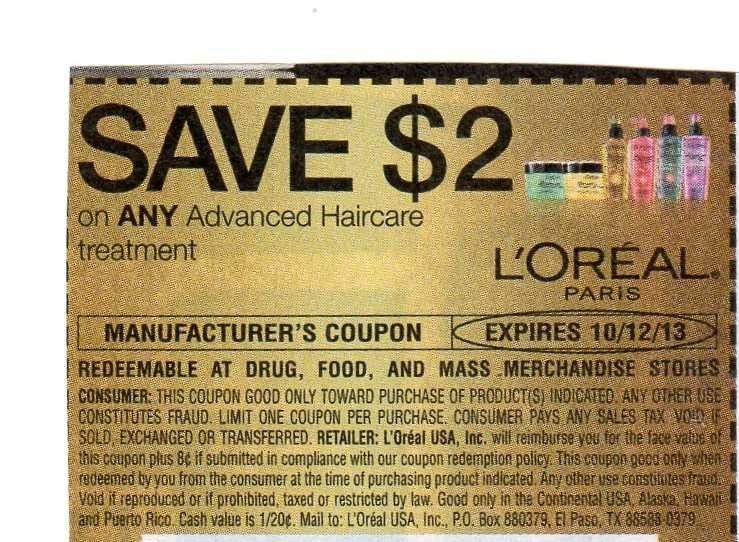 SAVE $2
on ANY Advanced Haircare
treatment
L'ORÉAL®
PARIS
MANUFACTURER'S COUPON EXPIRES 10/12/13
REDEEMABLE AT DRUG, FOOD, AND MASS MERCHANDISE STORES
CONSUMER: THIS COUPON GOOD ONLY TOWARD PURCHASE OF PRODUCT(S) INDICATED. ANY OTHER USE
CONSTITUTES FRAUD. LIMIT ONE COUPON PER PURCHASE. CONSUMER PAYS ANY SALES TAX. VOID IF
SOLD, EXCHANGED OR TRANSFERRED. RETAILER: L'Oréal USA, Inc. will reimburse you for the face value of
this coupon plus 8¢ if submitted in compliance with our coupon redemption policy. This coupon good only when
redeemed by you from the consumer at the time of purchasing product indicated. Any other use constitutes fraud.
Void if reproduced or if prohibited, taxed or restricted by law. Good only in the Continental USA, Alaska, Hawaii
and Puerto Rico. Cash value is 1/20¢. Mail to: L'Oréal USA, Inc., P.O. Box 880379, El Paso, TX 88588-0379